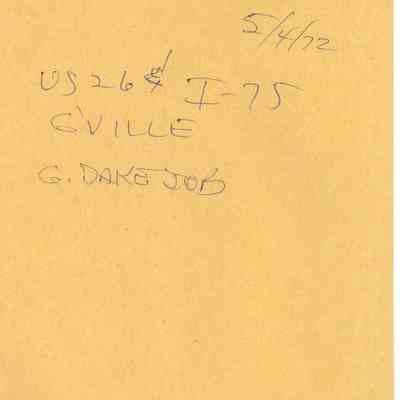 5/4/72
US 26 & I-75
G'VILLE
G. DAKE JOB